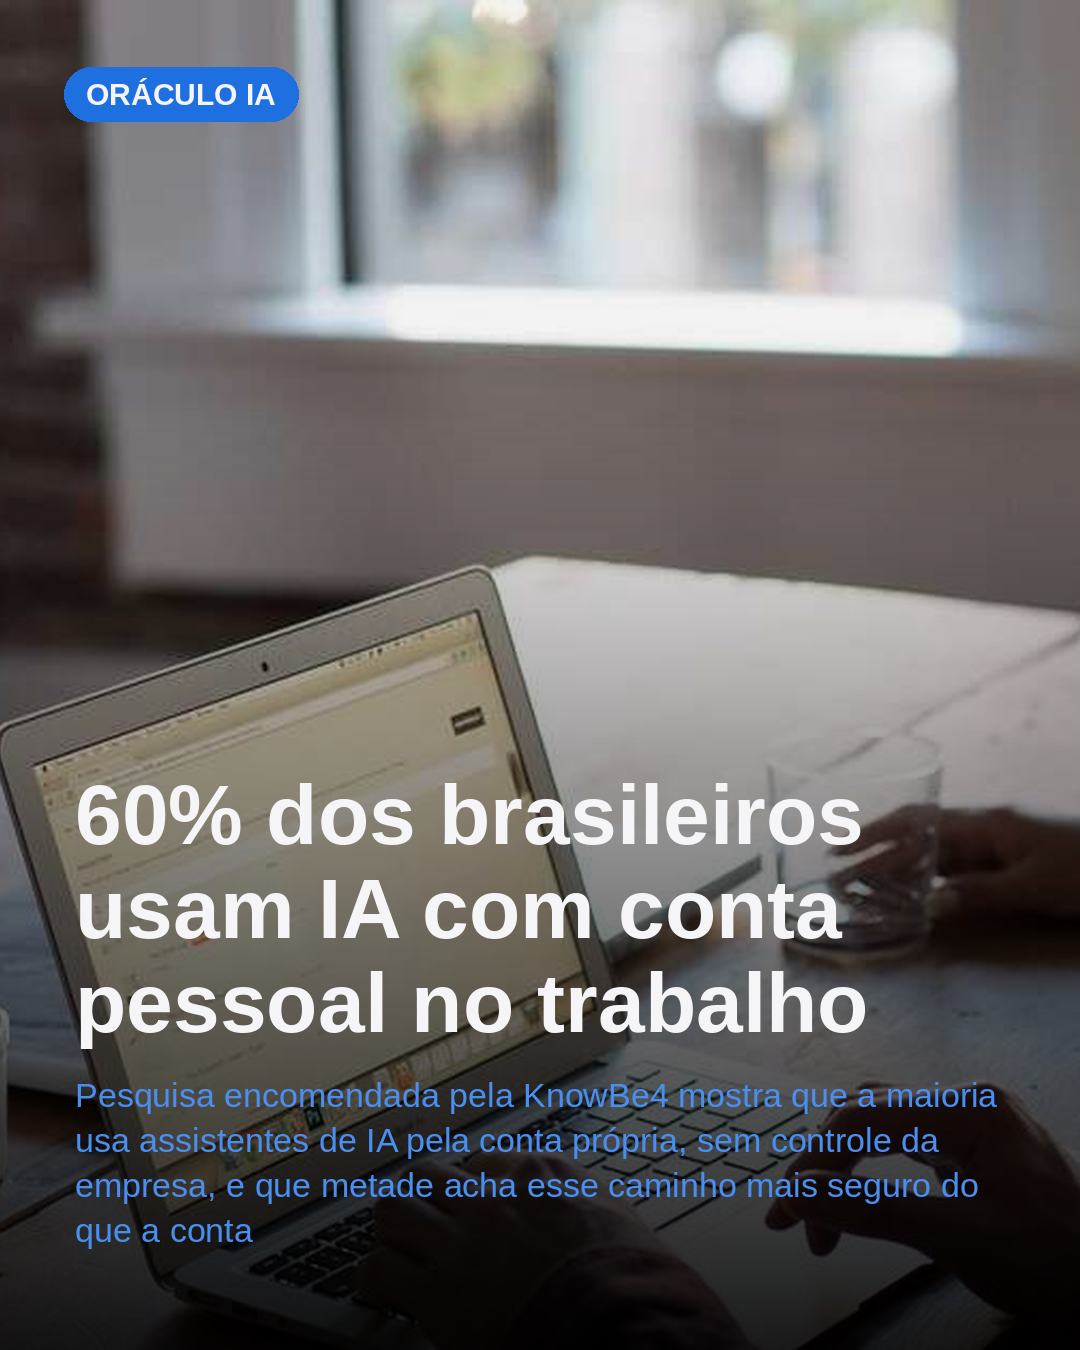 ORÁCULO IA
60% dos brasileiros
usam IA com conta
pessoal no trabalho
Pesquisa encomendada pela KnowBe4 mostra que a maioria
usa assistentes de IA pela conta própria, sem controle da
empresa, e que metade acha esse caminho mais seguro do
que a conta